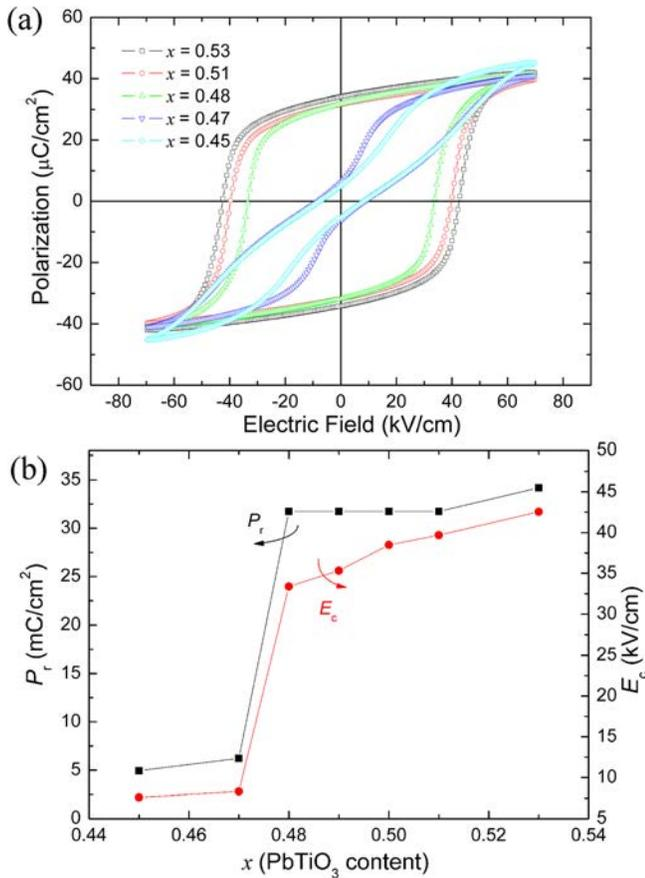 (a)
60
40
20
0
-20
-40
-60
Polarization (μC/cm²)
x = 0.53
x = 0.51
x = 0.48
x = 0.47
x = 0.45
-80 -60 -40 -20 0 20 40 60 80
Electric Field (kV/cm)
(b)
35
30
25
20
15
10
5
0
Pr (mC/cm²)
Pr
Ec
50
45
40
35
30
25
20
15
10
5
Ec (kV/cm)
0.44 0.46 0.48 0.50 0.52 0.54
x (PbTiO₃ content)